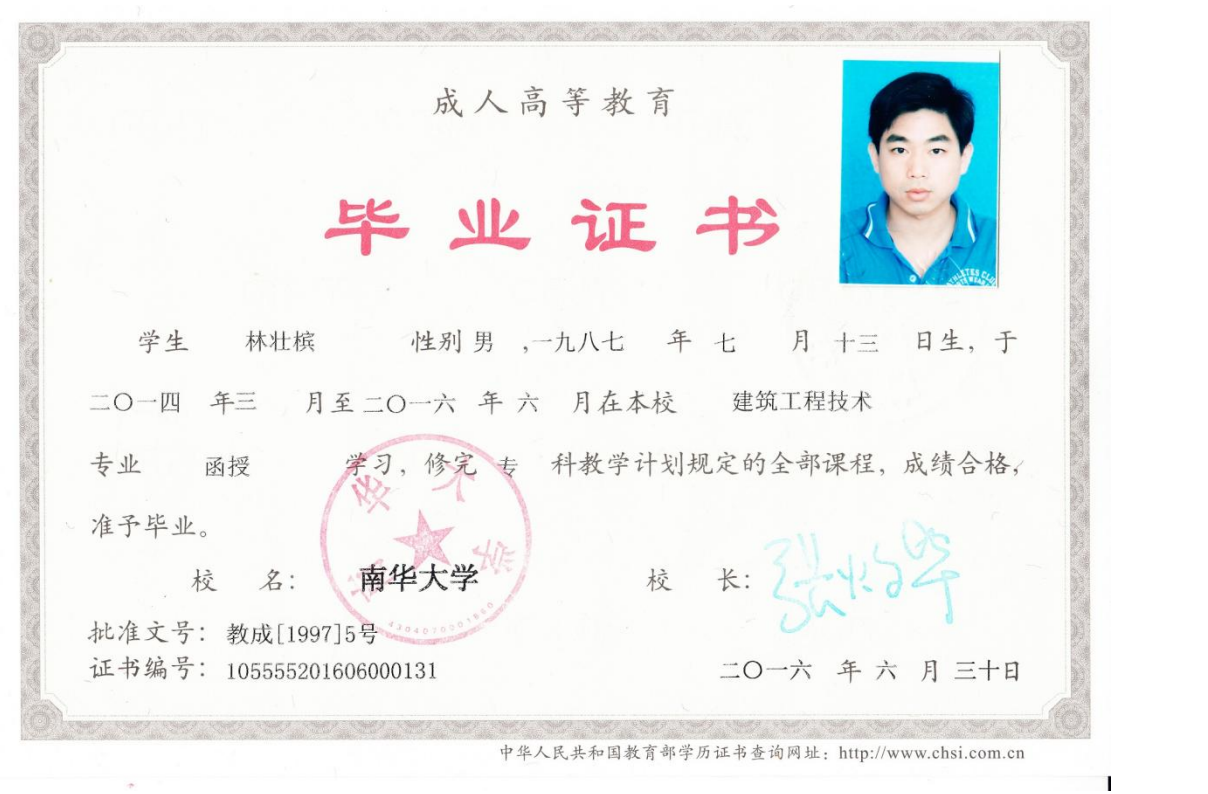 成人高等教育
毕业证书
学生 林壮槟 性别 男 ,一九八七 年 七 月 十三 日生，于
二〇一四 年三 月至二〇一六 年 六 月在本校 建筑工程技术
专业 函授 学习，修完 专 科教学计划规定的全部课程，成绩合格，
准予毕业。
校 名： 南华大学 校 长：
南华大学
批准文号：教成[1997]5号
证书编号：105555201606000131
二〇一六 年 六 月 三十日
中华人民共和国教育部学历证书查询网址：http://www.chsi.com.cn